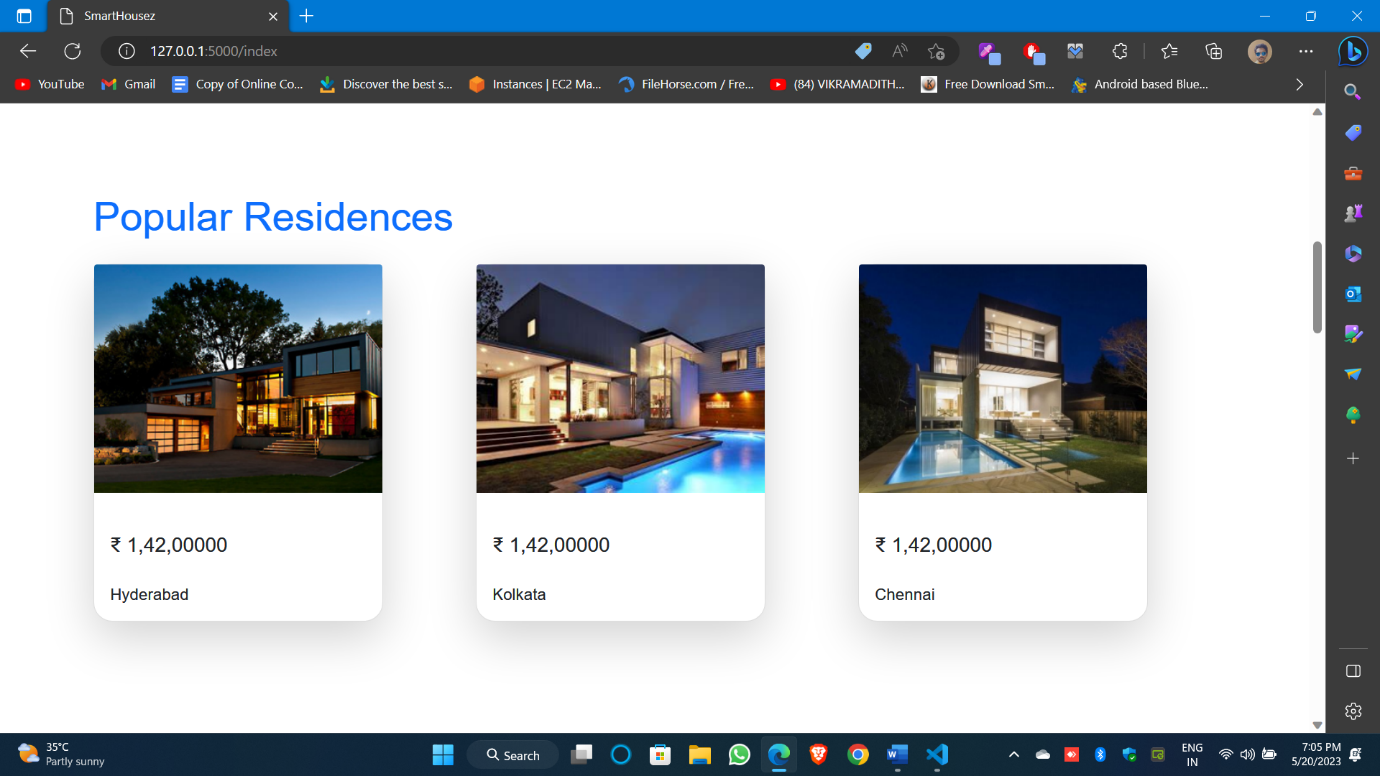 SmartHousez
127.0.0.1:5000/index
YouTube
Gmail
Copy of Online Co...
Discover the best s...
Instances | EC2 Ma...
FileHorse.com / Fre...
(84) VIKRAMADITH...
Free Download Sm...
Android based Blue...
Popular Residences
₹ 1,42,00000
₹ 1,42,00000
₹ 1,42,00000
Hyderabad
Kolkata
Chennai
35°C
Partly sunny
Search
ENG
IN
7:05 PM
5/20/2023